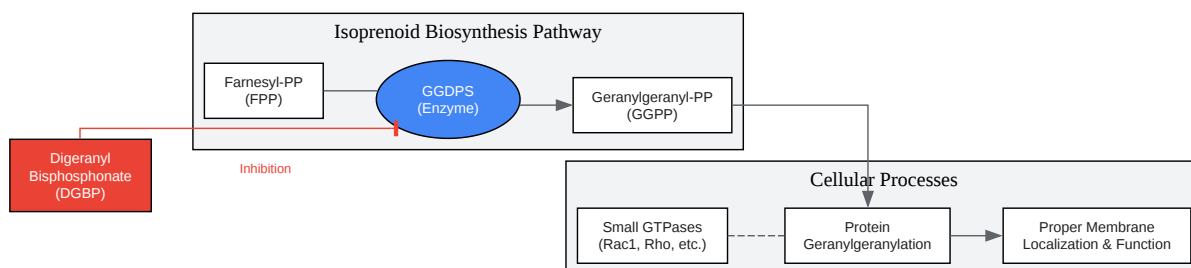 Isoprenoid Biosynthesis Pathway
Farnesyl-PP
(FPP)
GGDPS
(Enzyme)
Geranylgeranyl-PP
(GGPP)
Digeranyl
Bisphosphonate
(DGBP)
Inhibition
Cellular Processes
Small GTPases
(Rac1, Rho, etc.)
Protein
Geranylgeranylation
Proper Membrane
Localization & Function